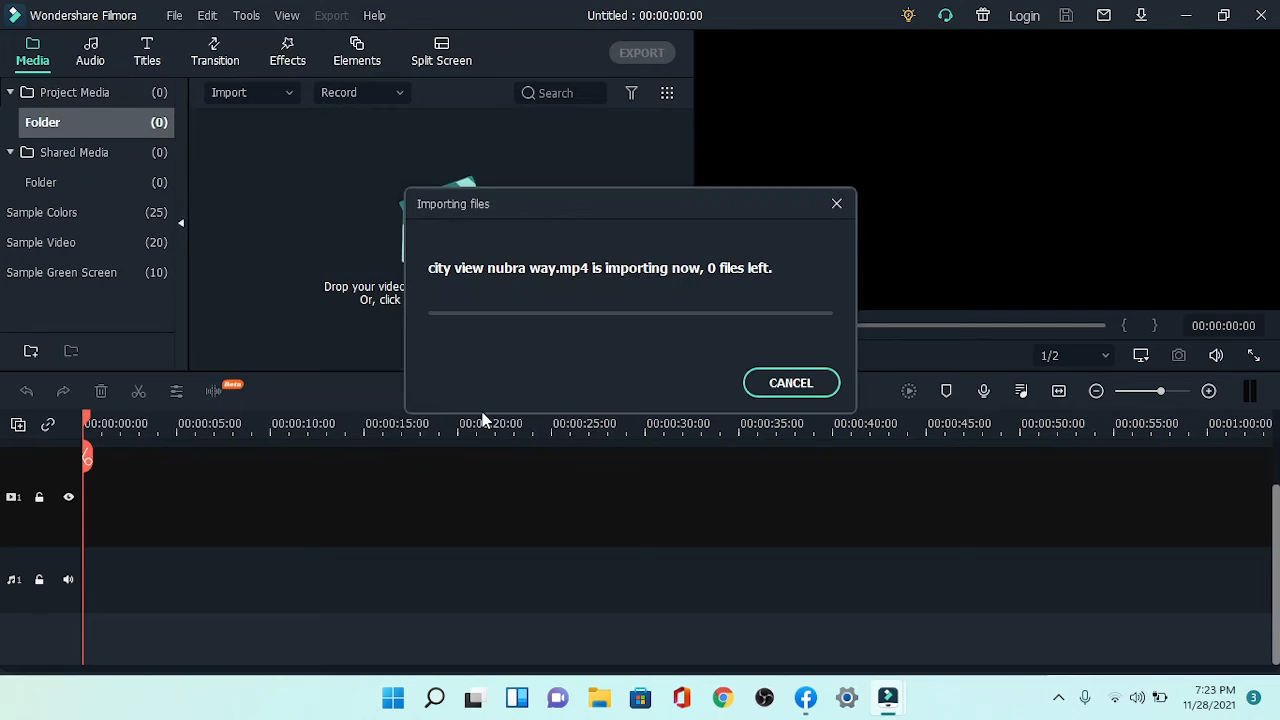 Wondershare Filmora File Edit Tools View Export Help Untitled : 00:00:00:00 Login
Media Audio Titles Transition Effects Elements Split Screen EXPORT
Project Media (0) Import Record Search
Folder (0)
Shared Media (0)
Folder (0)
Sample Colors (25)
Sample Video (20)
Sample Green Screen (10)
Drop your video
Or, click
Importing files
city view nubra way.mp4 is importing now, 0 files left.
CANCEL
{ } 00:00:00:00
1/2
Beta
00:00:00:00 00:00:05:00 00:00:10:00 00:00:15:00 00:00:20:00 00:00:25:00 00:00:30:00 00:00:35:00 00:00:40:00 00:00:45:00 00:00:50:00 00:00:55:00 00:01:00:00
1
1
7:23 PM
11/28/2021
3